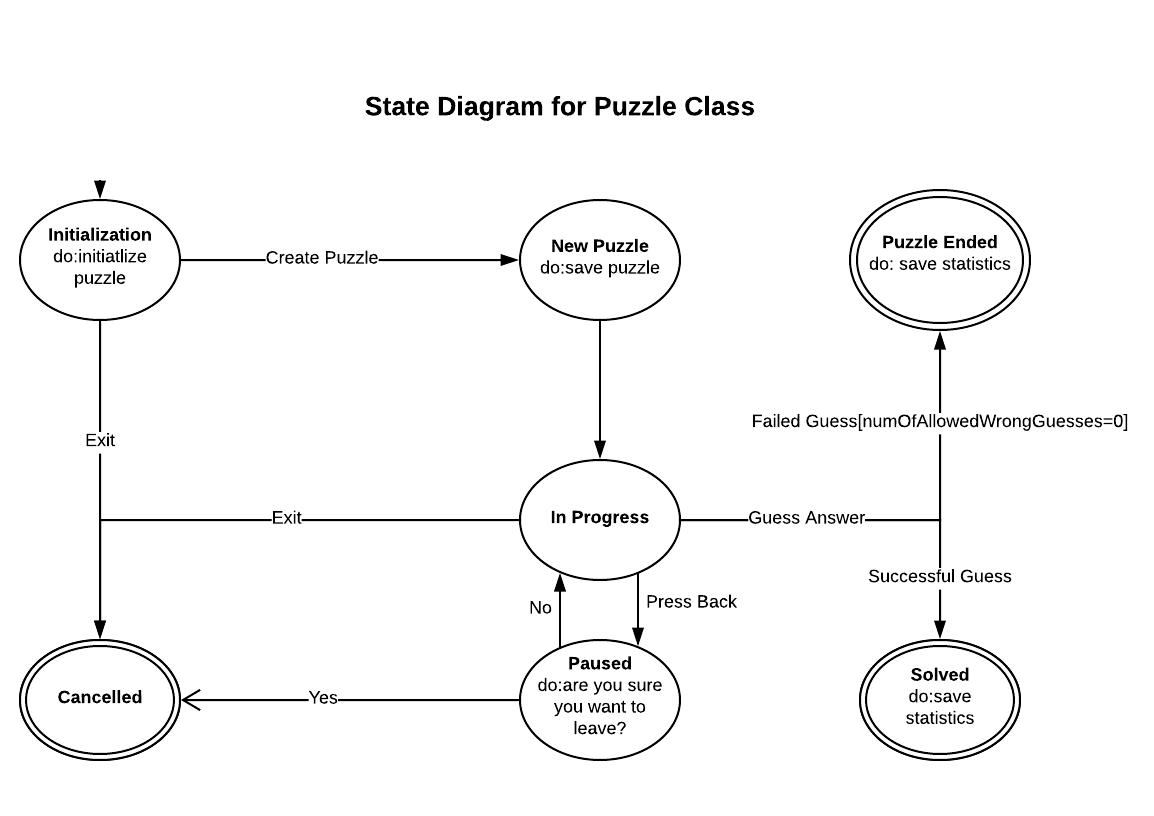 State Diagram for Puzzle Class
Initialization
do:initiatlize
puzzle
Create Puzzle
New Puzzle
do:save puzzle
Puzzle Ended
do: save statistics
Failed Guess[numOfAllowedWrongGuesses=0]
Exit
Exit
In Progress
Guess Answer
Successful Guess
No
Press Back
Cancelled
Yes
Paused
do:are you sure
you want to
leave?
Solved
do:save
statistics